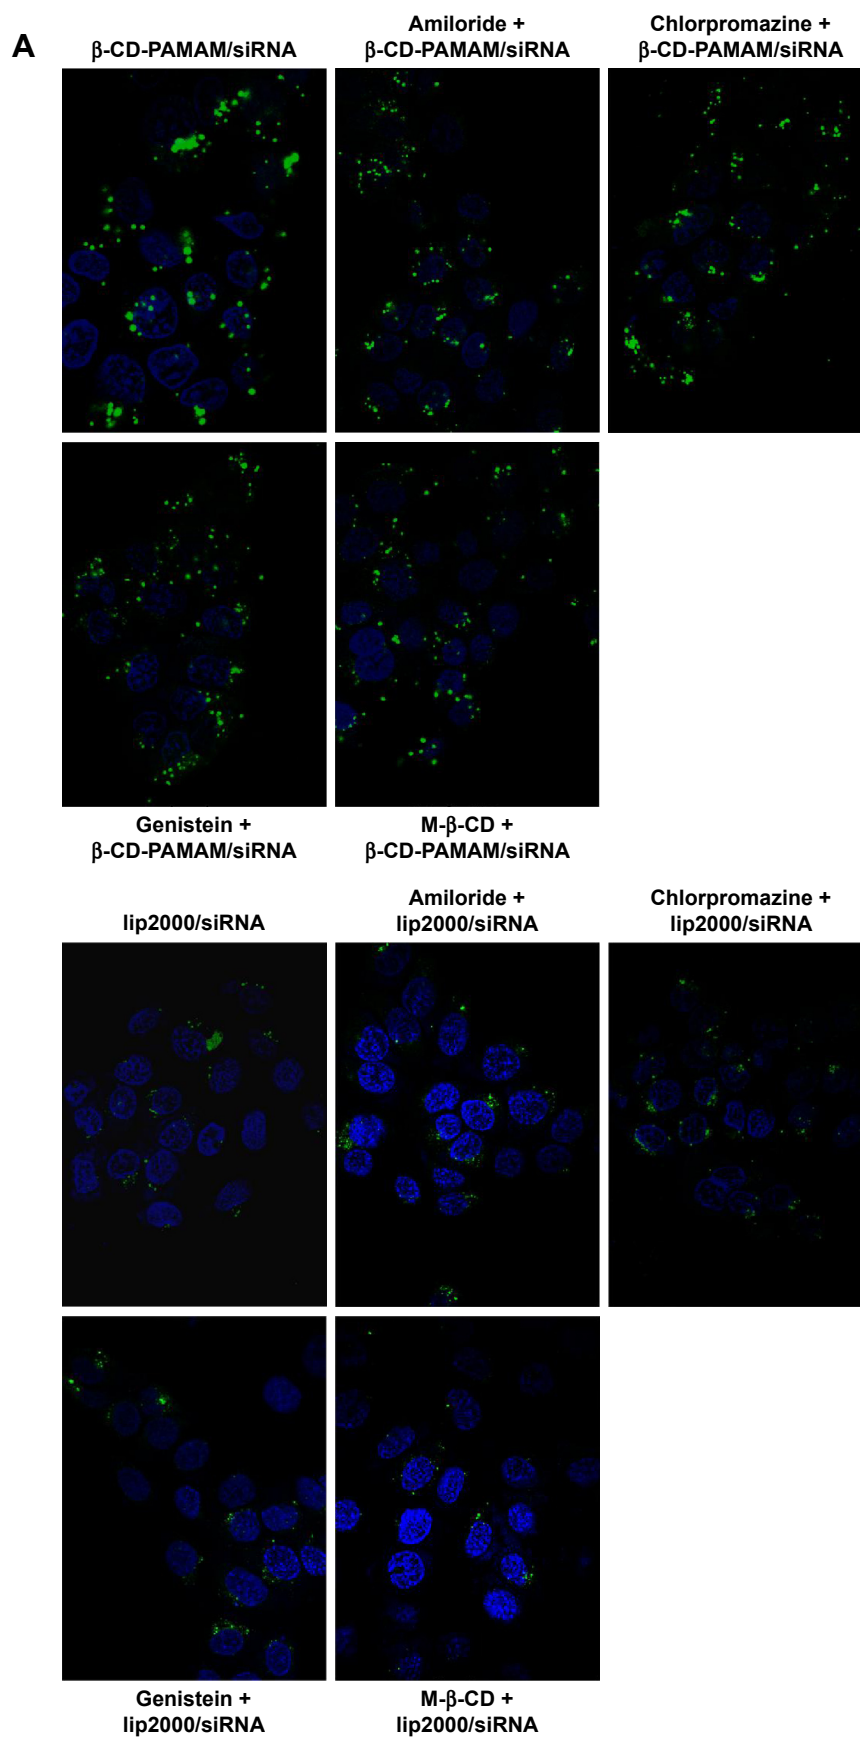 A
β-CD-PAMAM/siRNA
Amiloride +
β-CD-PAMAM/siRNA
Chlorpromazine +
β-CD-PAMAM/siRNA
Genistein +
β-CD-PAMAM/siRNA
M-β-CD +
β-CD-PAMAM/siRNA
lip2000/siRNA
Amiloride +
lip2000/siRNA
Chlorpromazine +
lip2000/siRNA
Genistein +
lip2000/siRNA
M-β-CD +
lip2000/siRNA